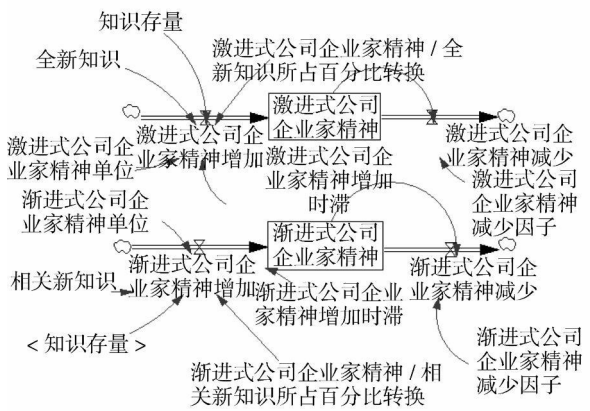 知识存量
全新知识
激进式公司企业家精神 / 全
新知识所占百分比转换
激进式公司
企业家精神
激进式公司企
业家精神单位
激进式公司企
业家精神增加
激进式公司企
业家精神增加
时滞
激进式公司企
业家精神减少
激进式公司
企业家精神
减少因子
渐进式公司企
业家精神单位
渐进式公司
企业家精神
相关新知识
渐进式公司企
业家精神增加
渐进式公司企业
家精神增加时滞
渐进式公司企
业家精神减少
< 知识存量 >
渐进式公司企业家精神 / 相
关新知识所占百分比转换
渐进式公司
企业家精神
减少因子